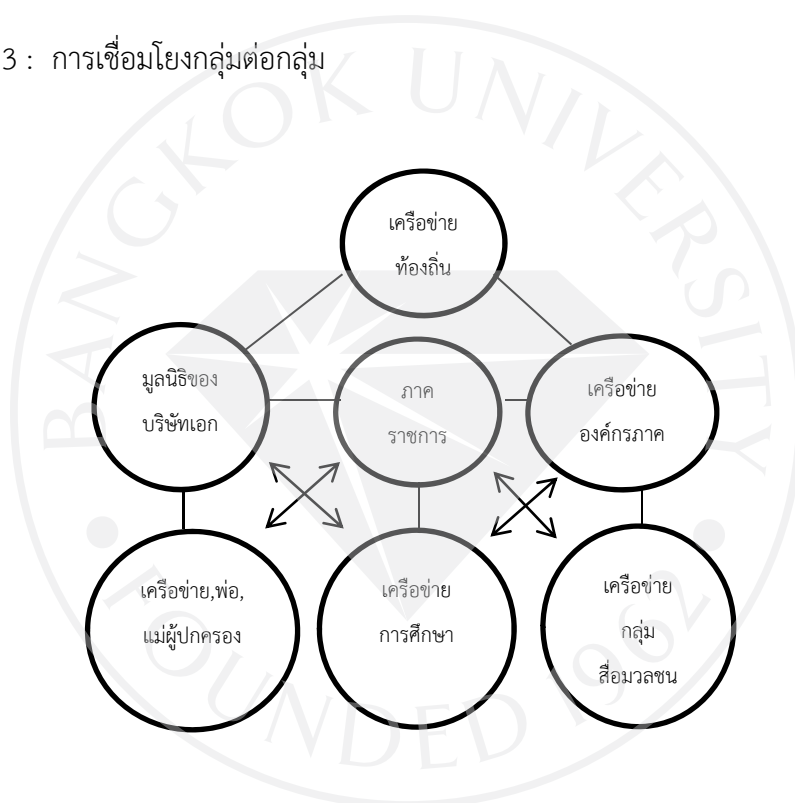 3 : การเชื่อมโยงกลุ่มต่อกลุ่ม
เครือข่าย
ท้องถิ่น
มูลนิธิของ
บริษัทเอก
ภาค
ราชการ
เครือข่าย
องค์กรภาค
เครือข่าย,พ่อ,
แม่ผู้ปกครอง
เครือข่าย
การศึกษา
เครือข่าย
กลุ่ม
สื่อมวลชน
BANGKOK UNIVERSITY
FOUNDED 1962